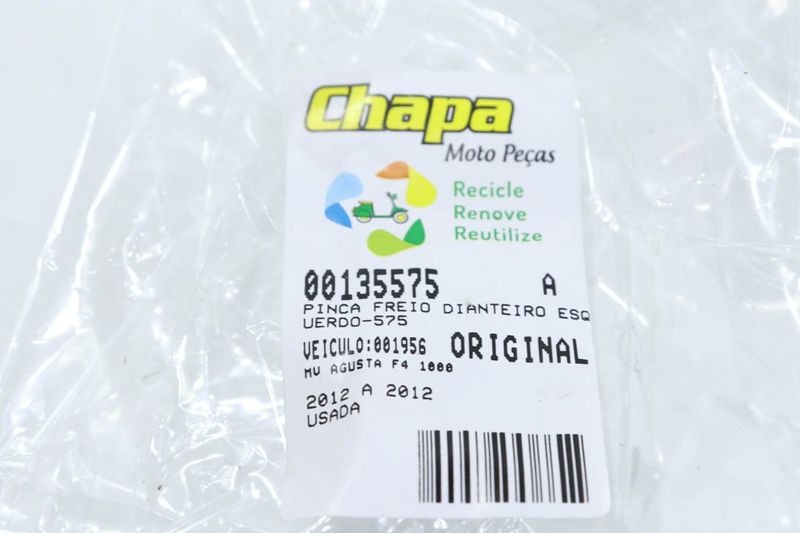 Chapa
Moto Peças
Recicle
Renove
Reutilize
00135575 A
PINCA FREIO DIANTEIRO ESQ
UERDO-575
VEICULO:001956 ORIGINAL
MV AGUSTA F4 1000
2012 A 2012
USADA